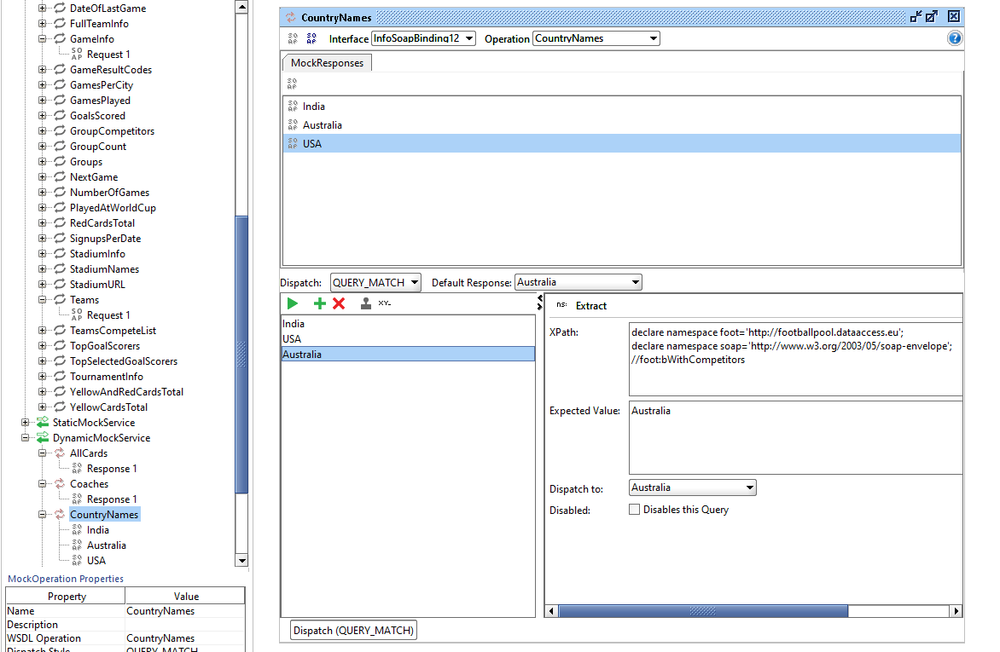 DateOfLastGame
FullTeamInfo
GameInfo
Request 1
GameResultCodes
GamesPerCity
GamesPlayed
GoalsScored
GroupCompetitors
GroupCount
Groups
NextGame
NumberOfGames
PlayedAtWorldCup
RedCardsTotal
SignupsPerDate
StadiumInfo
StadiumNames
StadiumURL
Teams
Request 1
TeamsCompeteList
TopGoalScorers
TopSelectedGoalScorers
TournamentInfo
YellowAndRedCardsTotal
YellowCardsTotal
StaticMockService
DynamicMockService
AllCards
Response 1
Coaches
Response 1
CountryNames
India
Australia
USA
MockOperation Properties
Property Value
Name CountryNames
Description
WSDL Operation CountryNames
Dispatch Style QUERY_MATCH
CountryNames
Interface InfoSoapBinding12 Operation CountryNames
MockResponses
India
Australia
USA
Dispatch: QUERY_MATCH Default Response: Australia
XY-
India
USA
Australia
ns: Extract
XPath:
declare namespace foot='http://footballpool.dataaccess.eu';
declare namespace soap='http://www.w3.org/2003/05/soap-envelope';
//foot:bWithCompetitors
Expected Value: Australia
Dispatch to: Australia
Disabled: Disables this Query
Dispatch (QUERY_MATCH)